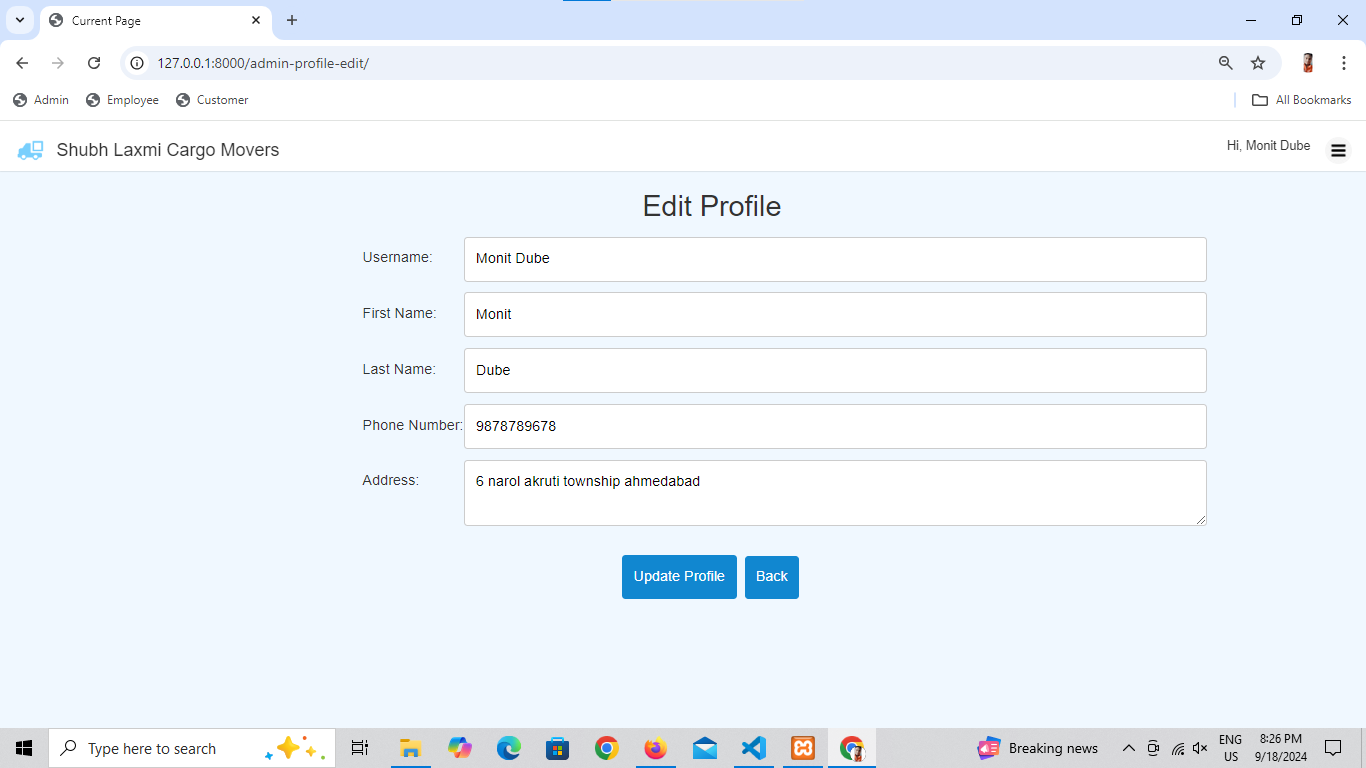 Current Page
127.0.0.1:8000/admin-profile-edit/
Admin Employee Customer All Bookmarks
Shubh Laxmi Cargo Movers Hi, Monit Dube
Edit Profile
Username: Monit Dube
First Name: Monit
Last Name: Dube
Phone Number: 9878789678
Address: 6 narol akruti township ahmedabad
Update Profile Back
Type here to search Breaking news ENG 8:26 PM
US 9/18/2024